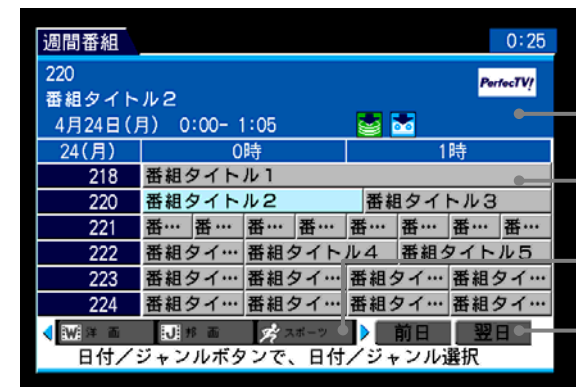 週間番組 0:25
220
PerfecTV!
番組タイトル2
4月24日(月) 0:00- 1:05
24(月) 0時 1時
218 番組タイトル1
220 番組タイトル2 番組タイトル3
221 番… 番… 番… 番… 番… 番… 番… 番…
222 番組タイ… 番組タイトル4 番組タイトル5
223 番組タイ… 番組タイ… 番組タイ… 番組タイ…
224 番組タイ… 番組タイ… 番組タイ… 番組タイ…
W 洋画 J 邦画 スポーツ 前日 翌日
日付/ジャンルボタンで、日付/ジャンル選択